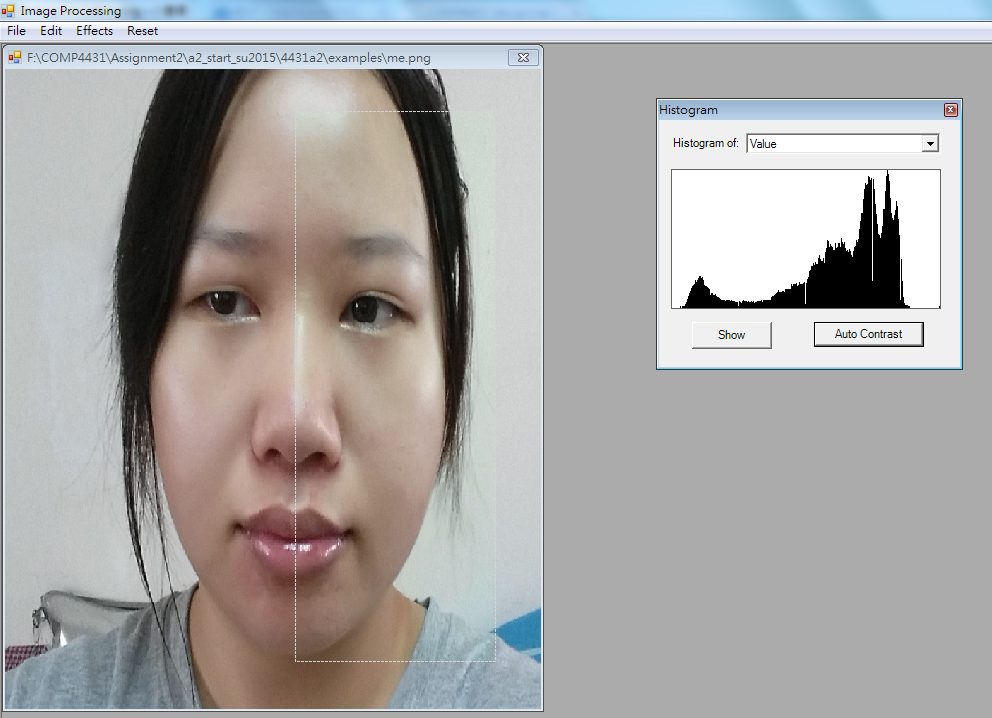 Image Processing
File Edit Effects Reset
F:\COMP4431\Assignment2\a2_start_su2015\4431a2\examples\me.png
Histogram
Histogram of: Value
Show Auto Contrast